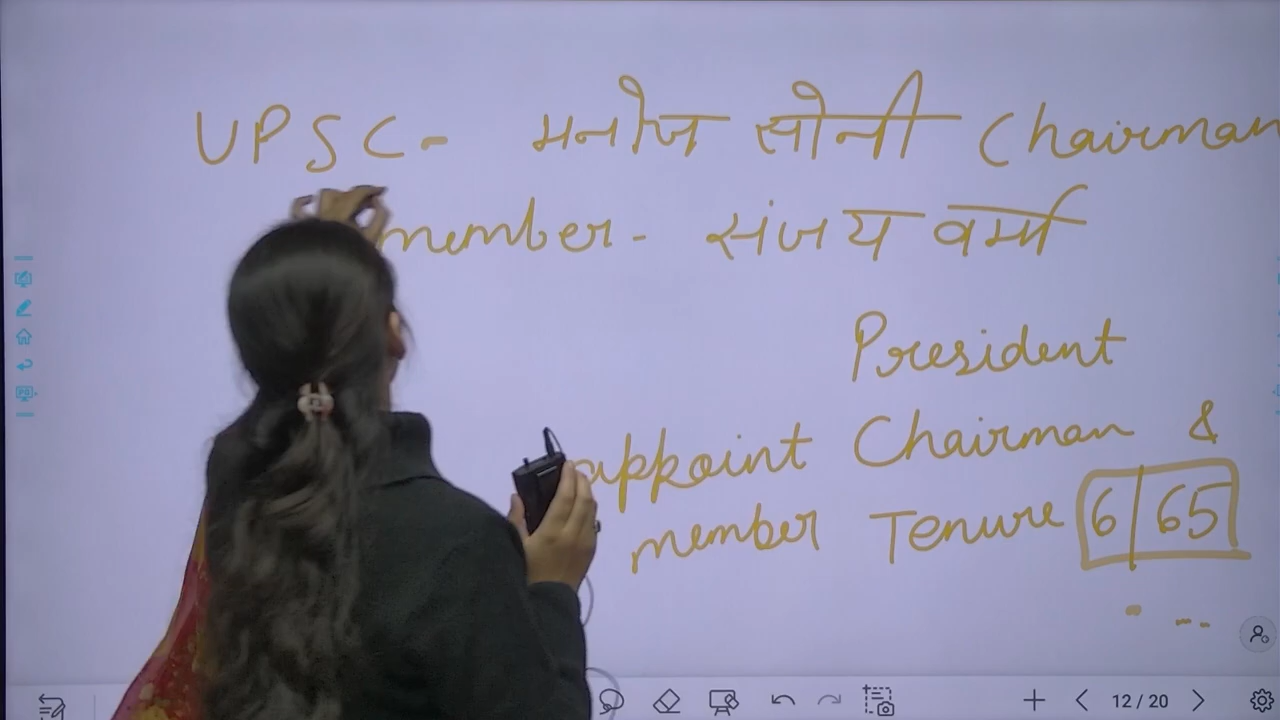 UPSC- मनोज सोनी (Chairman
member- संजय वर्मा
President
appoint Chairman &
member Tenure 6|65
12/20